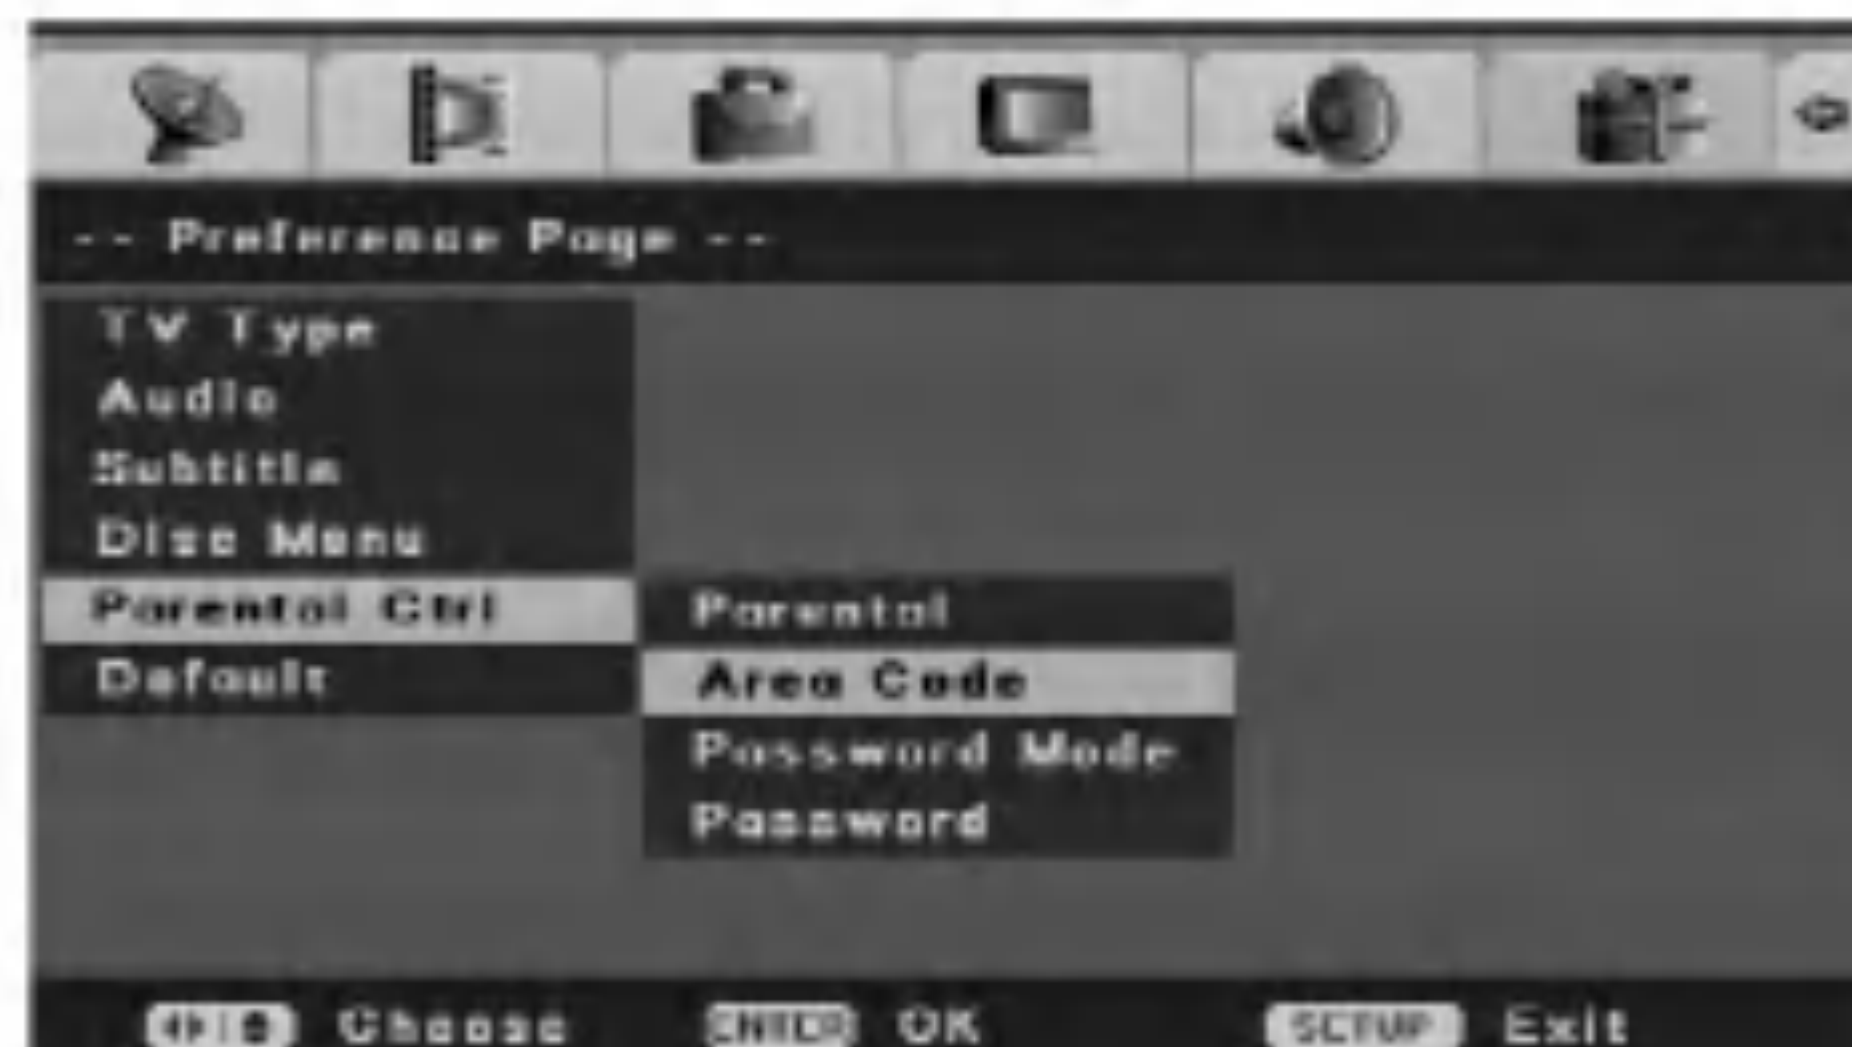 -- Preference Page --
TV Type
Audio
Subtitle
Disc Menu
Parental Ctrl
Parental
Default
Area Code
Password Mode
Password
Choose ENTER OK SETUP Exit